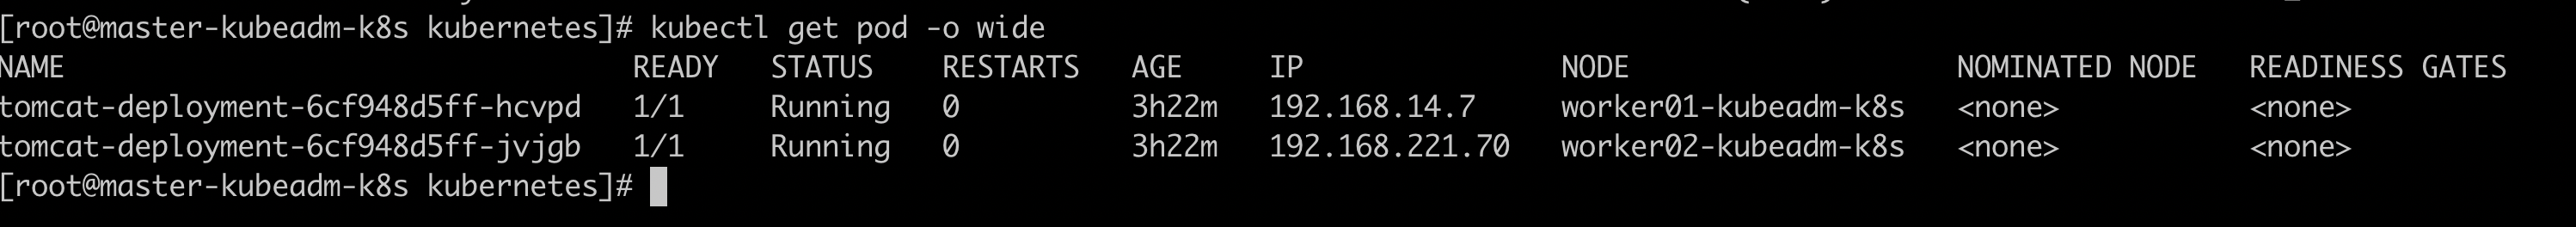 [root@master-kubeadm-k8s kubernetes]# kubectl get pod -o wide
NAME READY STATUS RESTARTS AGE IP NODE NOMINATED NODE READINESS GATES
tomcat-deployment-6cf948d5ff-hcvpd 1/1 Running 0 3h22m 192.168.14.7 worker01-kubeadm-k8s <none> <none>
tomcat-deployment-6cf948d5ff-jvjgb 1/1 Running 0 3h22m 192.168.221.70 worker02-kubeadm-k8s <none> <none>
[root@master-kubeadm-k8s kubernetes]#